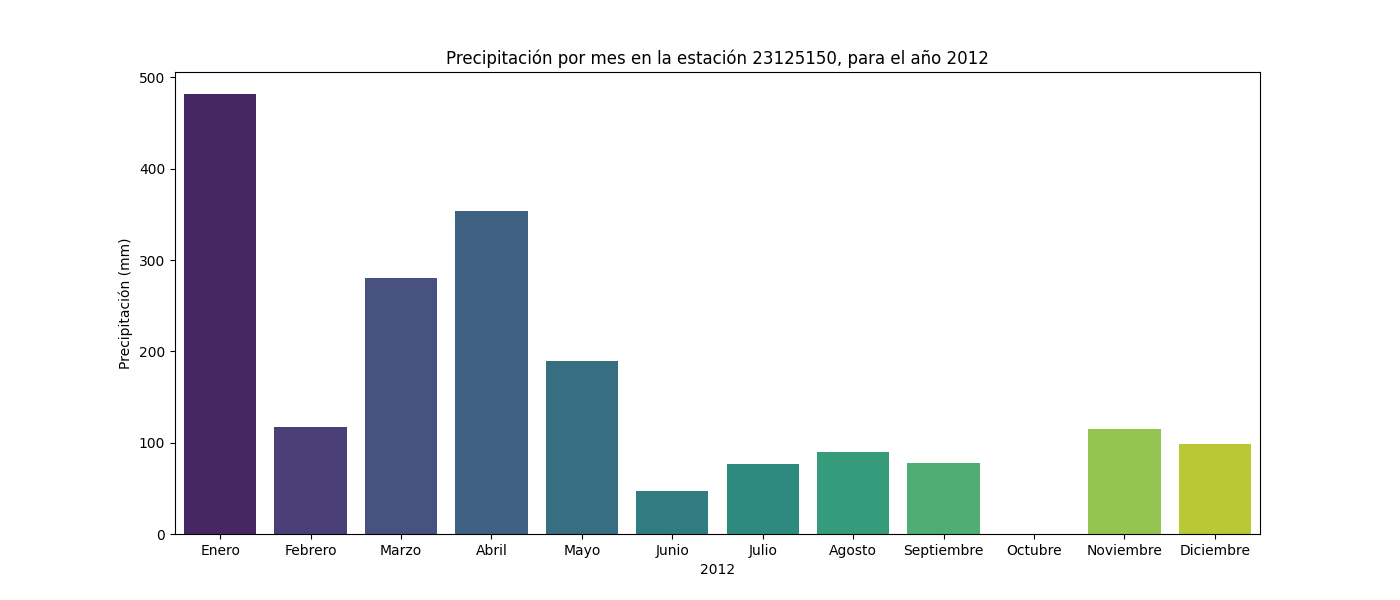 Precipitación por mes en la estación 23125150, para el año 2012
500
400
300
200
100
0
Precipitación (mm)
Enero Febrero Marzo Abril Mayo Junio Julio Agosto Septiembre Octubre Noviembre Diciembre
2012